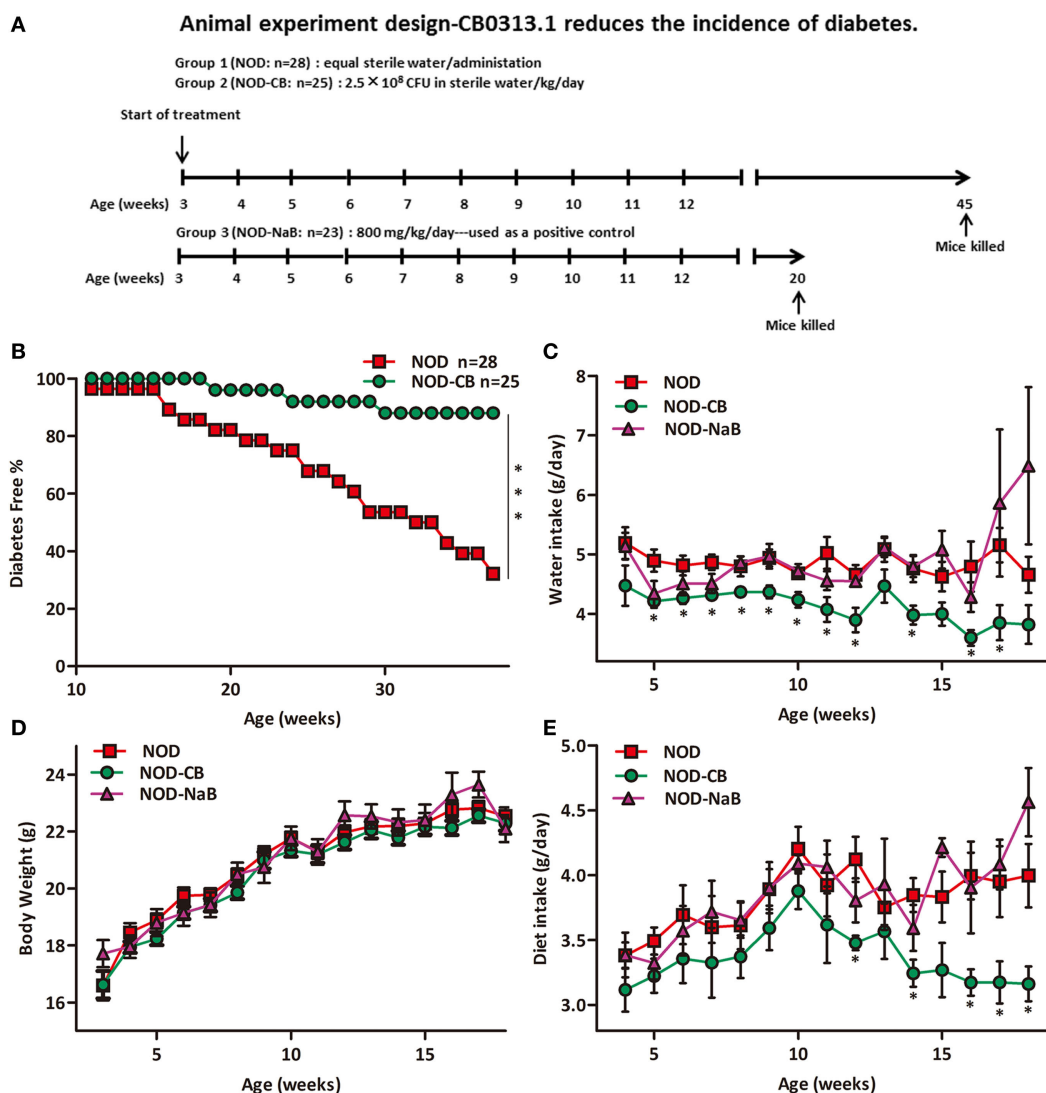 A
Animal experiment design-CB0313.1 reduces the incidence of diabetes.
Group 1 (NOD: n=28) : equal sterile water/administation
Group 2 (NOD-CB: n=25) : 2.5×10⁸ CFU in sterile water/kg/day
Start of treatment
Age (weeks) 3 4 5 6 7 8 9 10 11 12 45
Mice killed
Group 3 (NOD-NaB: n=23) : 800 mg/kg/day---used as a positive control
Age (weeks) 3 4 5 6 7 8 9 10 11 12 20
Mice killed
B
NOD n=28
NOD-CB n=25
100
80
60
40
20
0
Diabetes Free %
* * *
10 20 30
Age (weeks)
C
NOD
NOD-CB
NOD-NaB
8
7
6
5
4
Water intake (g/day)
* * * * * * * * * * *
5 10 15
Age (weeks)
D
NOD
NOD-CB
NOD-NaB
24
22
20
18
16
Body Weight (g)
5 10 15
Age (weeks)
E
NOD
NOD-CB
NOD-NaB
5.0
4.5
4.0
3.5
3.0
Diet intake (g/day)
* * * * *
5 10 15
Age (weeks)